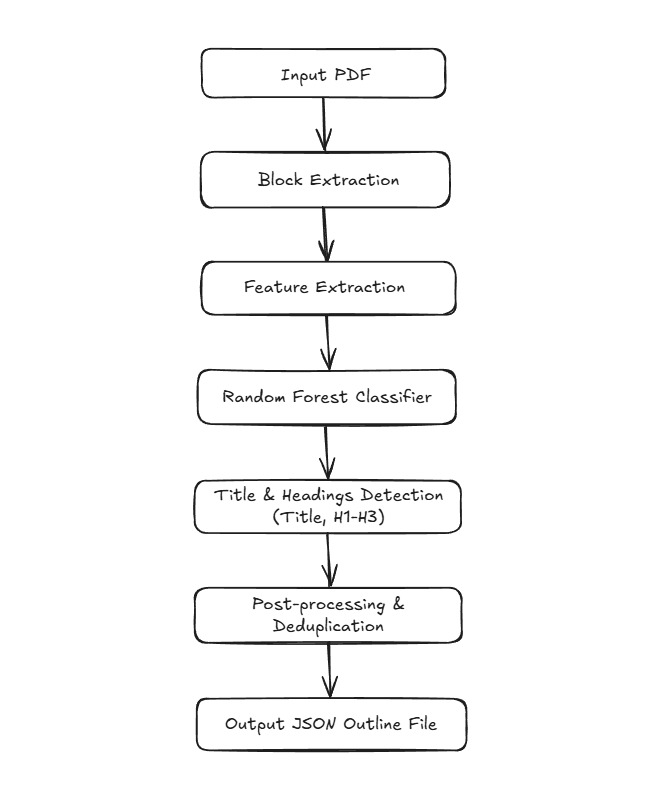 Input PDF
Block Extraction
Feature Extraction
Random Forest Classifier
Title & Headings Detection
(Title, H1-H3)
Post-processing &
Deduplication
Output JSON Outline File